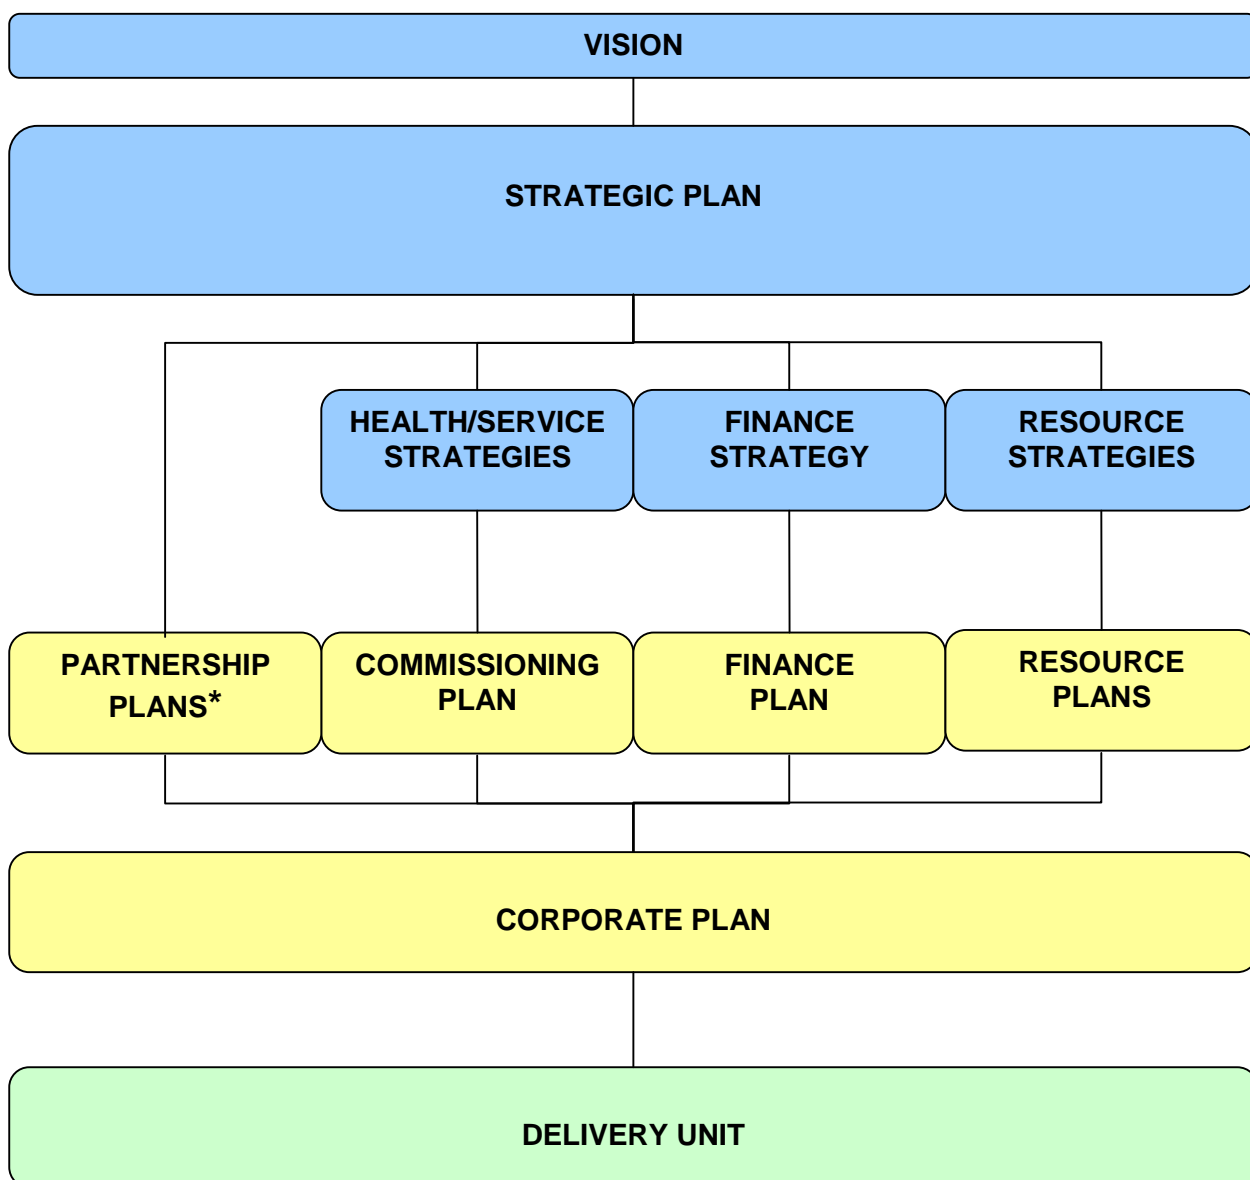 VISION
STRATEGIC PLAN
HEALTH/SERVICE
STRATEGIES
FINANCE
STRATEGY
RESOURCE
STRATEGIES
PARTNERSHIP
PLANS*
COMMISSIONING
PLAN
FINANCE
PLAN
RESOURCE
PLANS
CORPORATE PLAN
DELIVERY UNIT